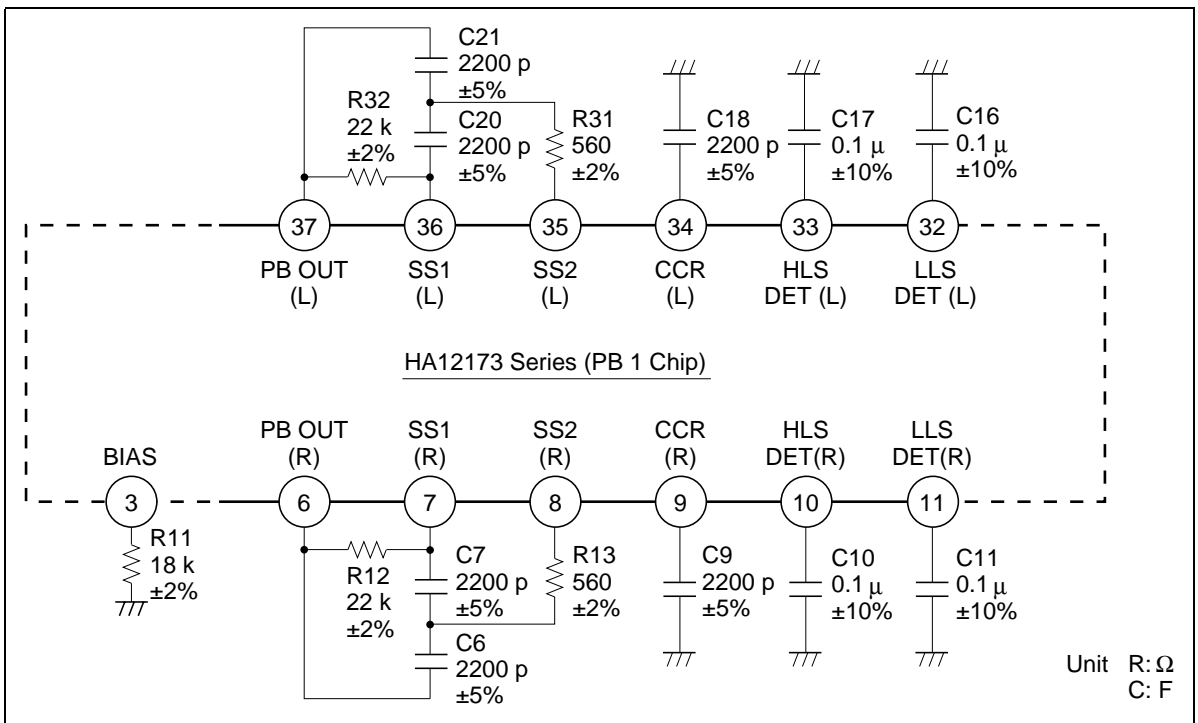 C21
2200 p
±5%
R32
22 k
±2%
C20
2200 p
±5%
R31
560
±2%
C18
2200 p
±5%
C17
0.1 μ
±10%
C16
0.1 μ
±10%
37 36 35 34 33 32
PB OUT
(L)
SS1
(L)
SS2
(L)
CCR
(L)
HLS
DET (L)
LLS
DET (L)
HA12173 Series (PB 1 Chip)
BIAS
PB OUT
(R)
SS1
(R)
SS2
(R)
CCR
(R)
HLS
DET(R)
LLS
DET(R)
3 6 7 8 9 10 11
R11
18 k
±2%
R12
22 k
±2%
C7
2200 p
±5%
C6
2200 p
±5%
R13
560
±2%
C9
2200 p
±5%
C10
0.1 μ
±10%
C11
0.1 μ
±10%
Unit R: Ω
C: F